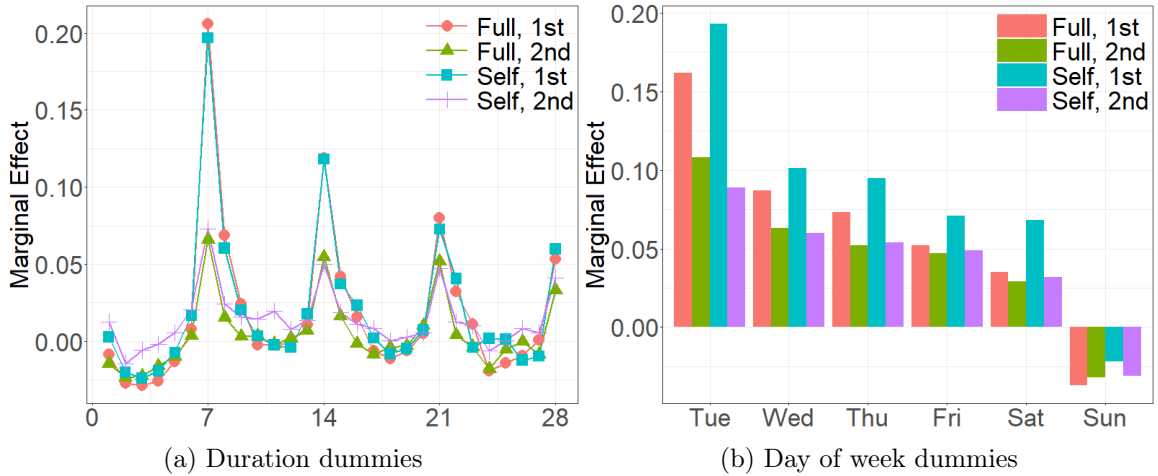 Marginal Effect
0.20
0.15
0.10
0.05
0.00
0
7
14
21
28
Full, 1st
Full, 2nd
Self, 1st
Self, 2nd
(a) Duration dummies
Marginal Effect
0.20
0.15
0.10
0.05
0.00
Tue
Wed
Thu
Fri
Sat
Sun
Full, 1st
Full, 2nd
Self, 1st
Self, 2nd
(b) Day of week dummies